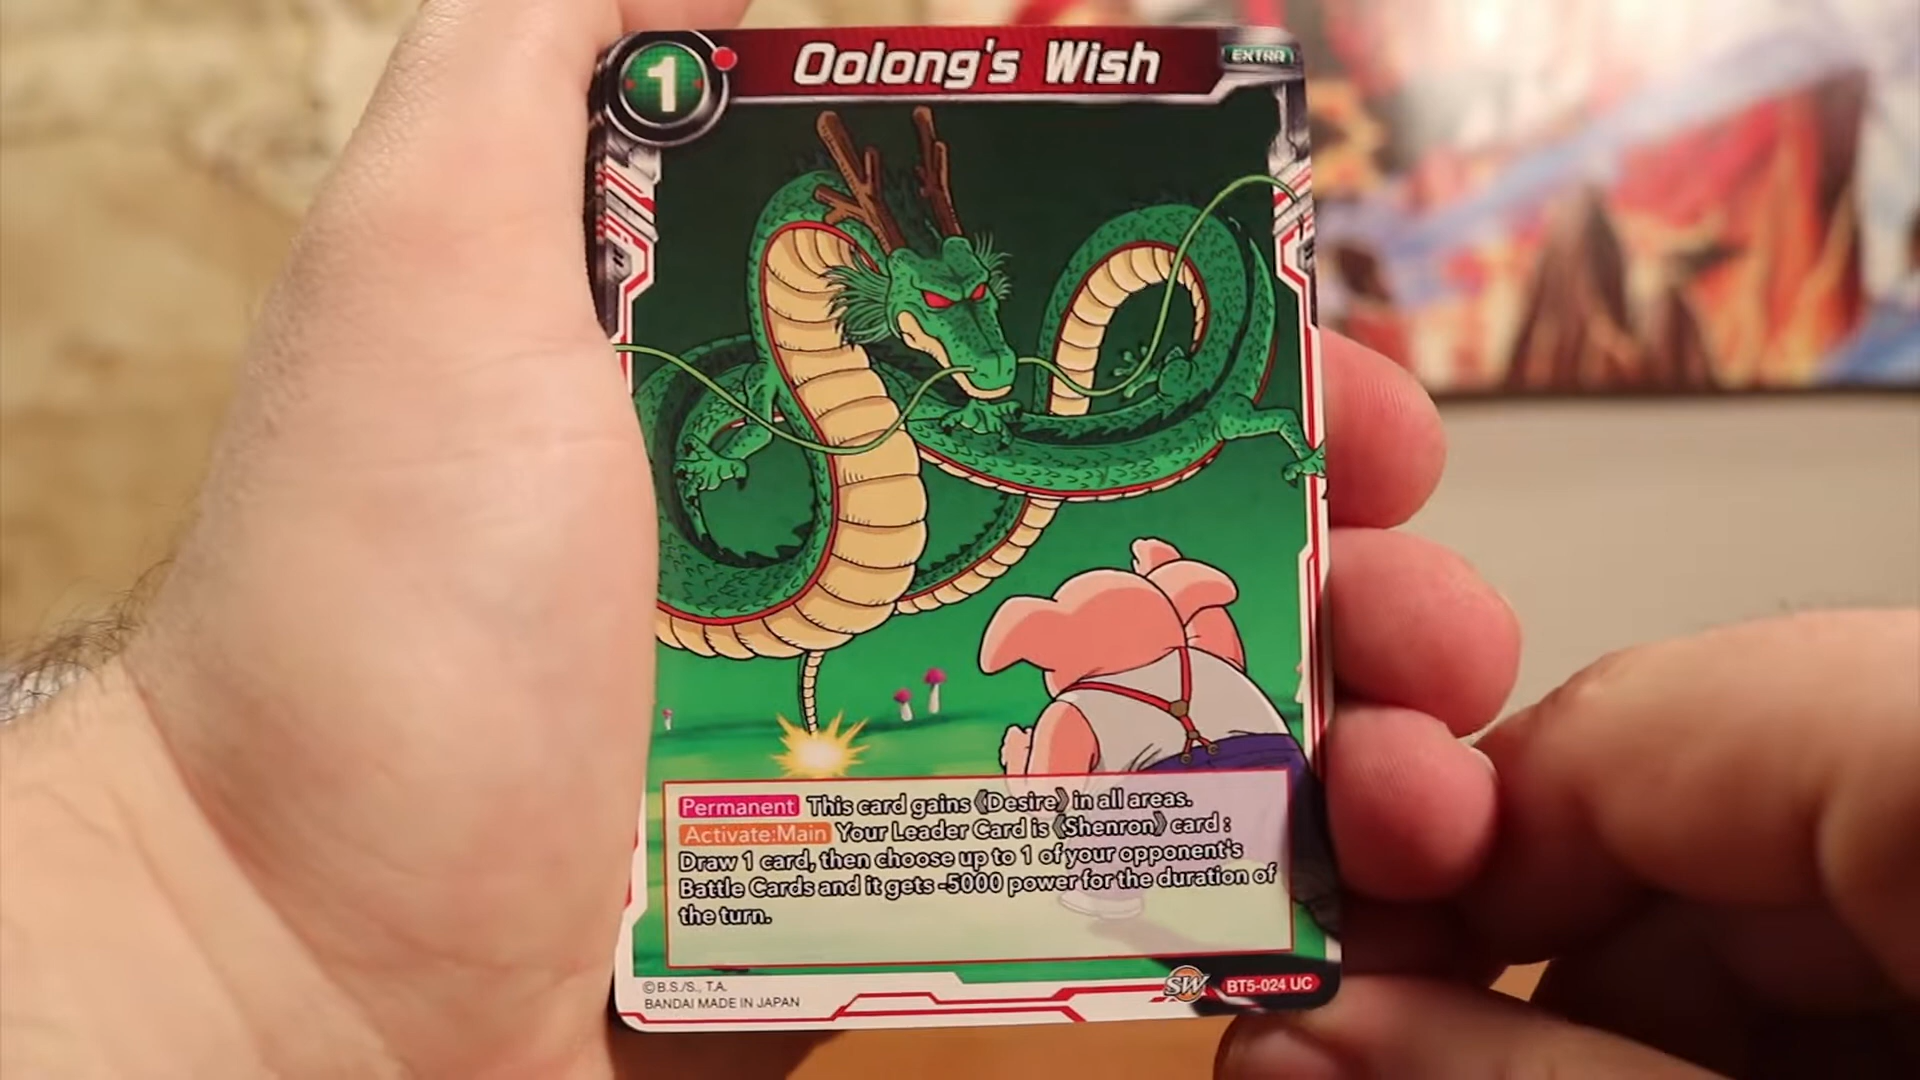 1
Oolong's Wish
EXTRA
Permanent This card gains 《Desire》 in all areas.
Activate:Main Your Leader Card is 《Shenron》 card :
Draw 1 card, then choose up to 1 of your opponent's
Battle Cards and it gets -5000 power for the duration of
the turn.
©B.S./S., T.A.
BANDAI MADE IN JAPAN
SW
BT5-024 UC